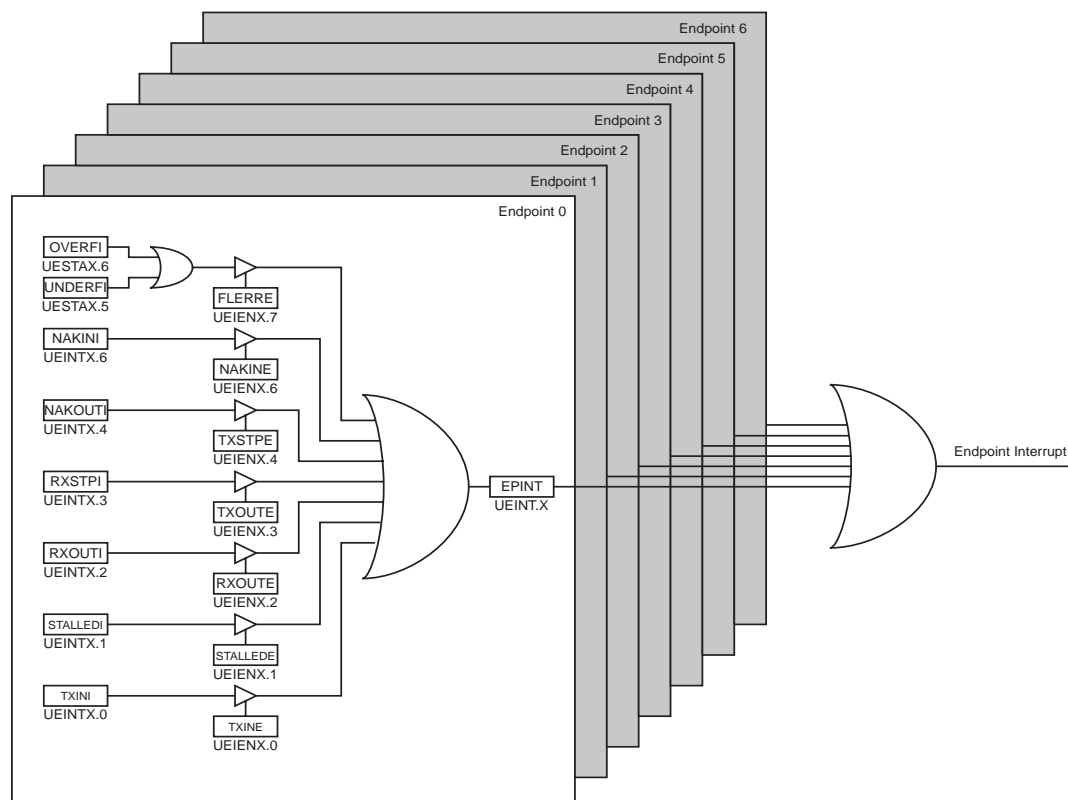 Endpoint 6
Endpoint 5
Endpoint 4
Endpoint 3
Endpoint 2
Endpoint 1
Endpoint 0
OVERFI
UESTAX.6
UNDERFI
UESTAX.5
FLERRE
UEIENX.7
NAKINI
UEINTX.6
NAKINE
UEIENX.6
NAKOUTI
UEINTX.4
TXSTPE
UEIENX.4
RXSTPI
UEINTX.3
TXOUTE
UEIENX.3
RXOUTI
UEINTX.2
RXOUTE
UEIENX.2
STALLEDI
UEINTX.1
STALLEDE
UEIENX.1
TXINI
UEINTX.0
TXINE
UEIENX.0
EPINT
UEINT.X
Endpoint Interrupt